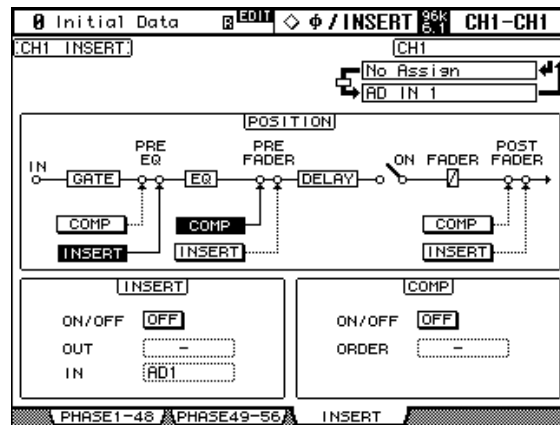 0 Initial Data R EDIT ◇ φ/INSERT 96k 6.1 CH1-CH1
CH1 INSERT CH1
No Assign
AD IN 1
POSITION
IN PRE EQ PRE FADER ON FADER POST FADER
GATE EQ DELAY
COMP COMP COMP
INSERT INSERT INSERT
INSERT COMP
ON/OFF OFF ON/OFF OFF
OUT - ORDER -
IN AD1
PHASE1-48 PHASE49-56 INSERT